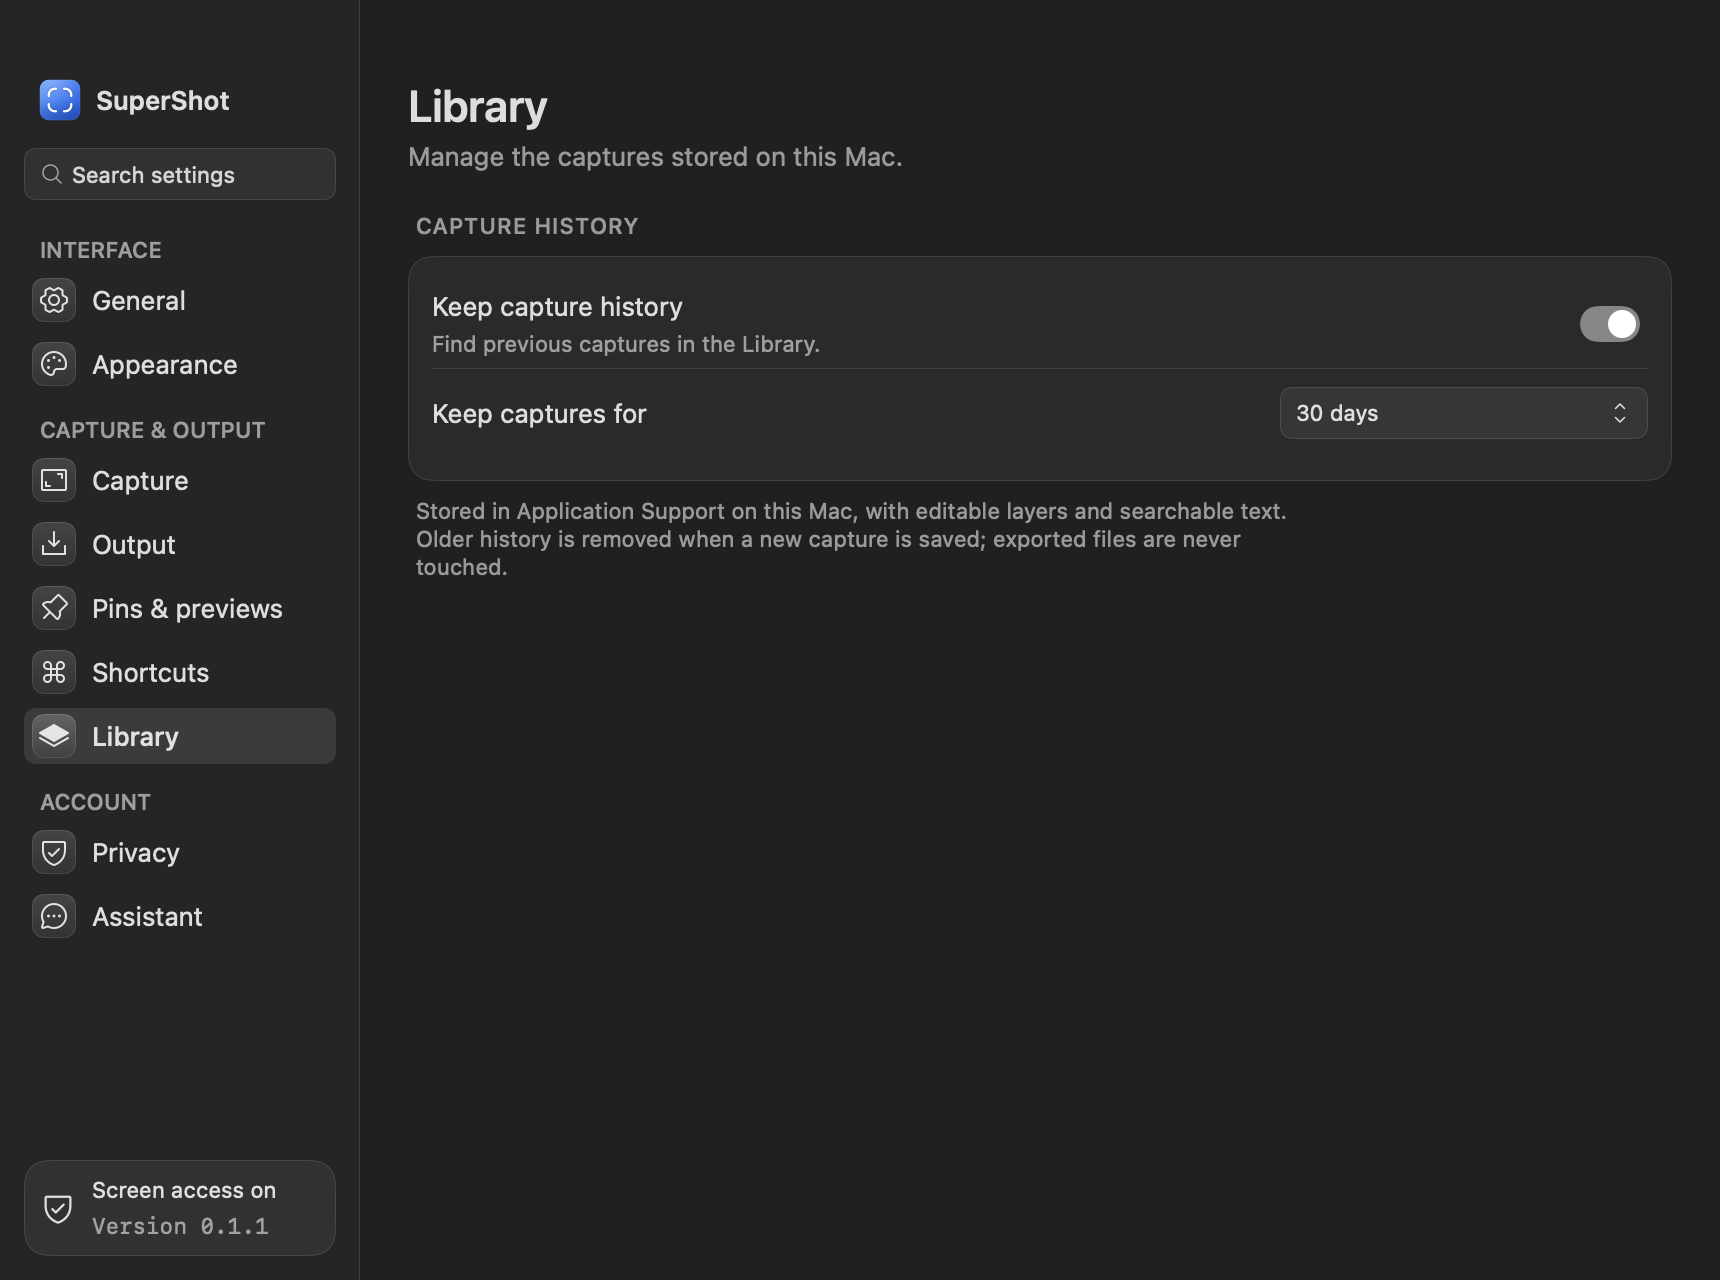 SuperShot
Search settings
INTERFACE
General
Appearance
CAPTURE & OUTPUT
Capture
Output
Pins & previews
Shortcuts
Library
ACCOUNT
Privacy
Assistant
Screen access on
Version 0.1.1
Library
Manage the captures stored on this Mac.
CAPTURE HISTORY
Keep capture history
Find previous captures in the Library.
Keep captures for
30 days
Stored in Application Support on this Mac, with editable layers and searchable text.
Older history is removed when a new capture is saved; exported files are never
touched.